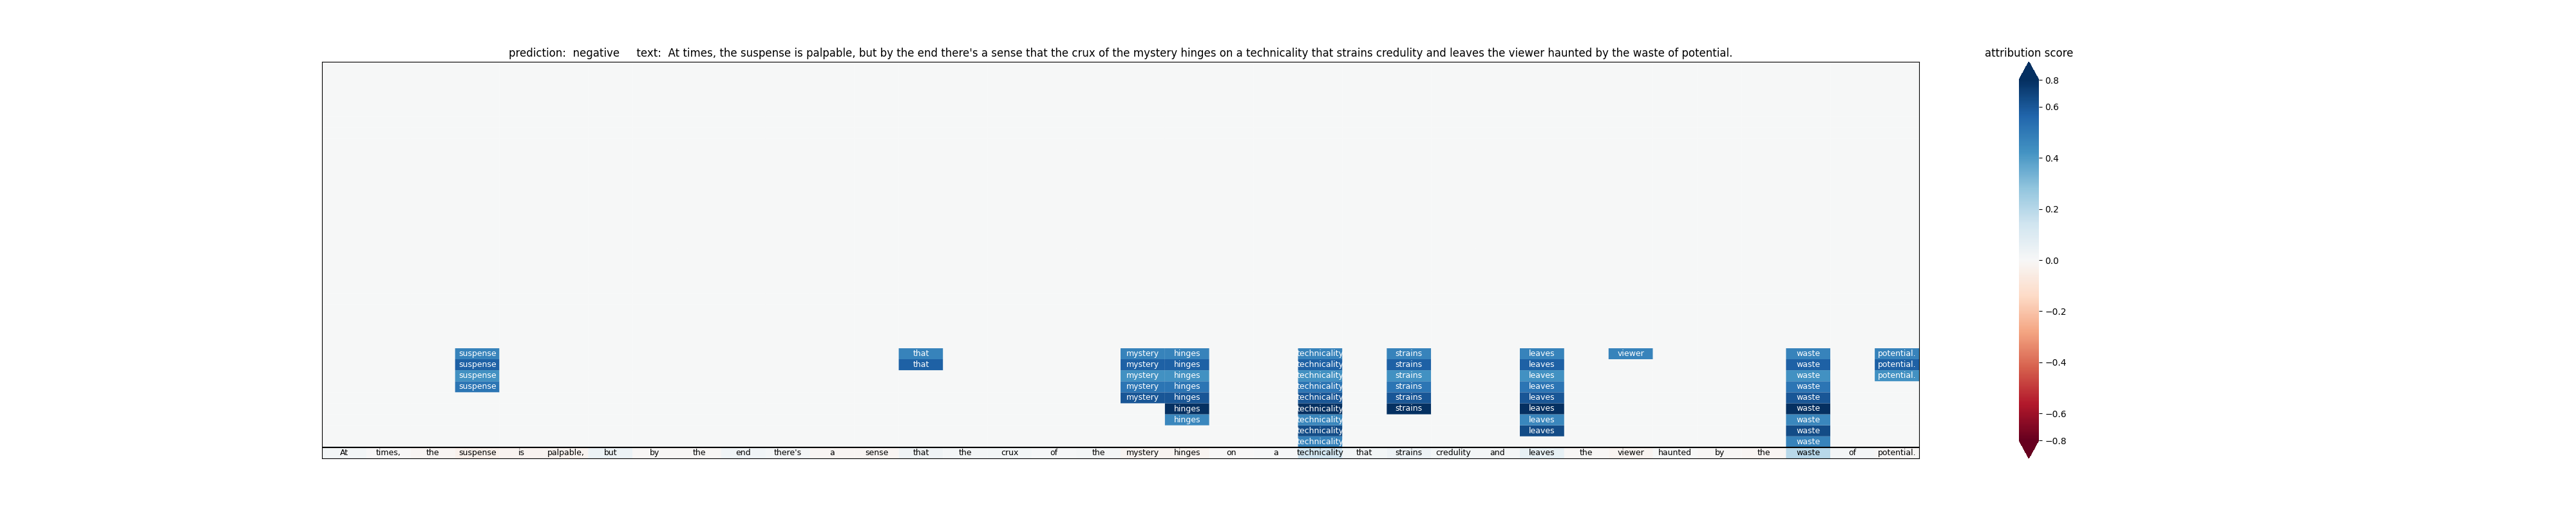 prediction:  negative     text:  At times, the suspense is palpable, but by the end there's a sense that the crux of the mystery hinges on a technicality that strains credulity and leaves the viewer haunted by the waste of potential.
attribution score
0.8
0.6
0.4
0.2
0.0
−0.2
−0.4
−0.6
−0.8
suspense that mystery hinges technicality strains leaves viewer waste potential.
suspense that mystery hinges technicality strains leaves waste potential.
suspense mystery hinges technicality strains leaves waste potential.
suspense mystery hinges technicality strains leaves waste
mystery hinges technicality strains leaves waste
hinges technicality strains leaves waste
hinges technicality leaves waste
technicality leaves waste
technicality waste
At times, the suspense is palpable, but by the end there's a sense that the crux of the mystery hinges on a technicality that strains credulity and leaves the viewer haunted by the waste of potential.